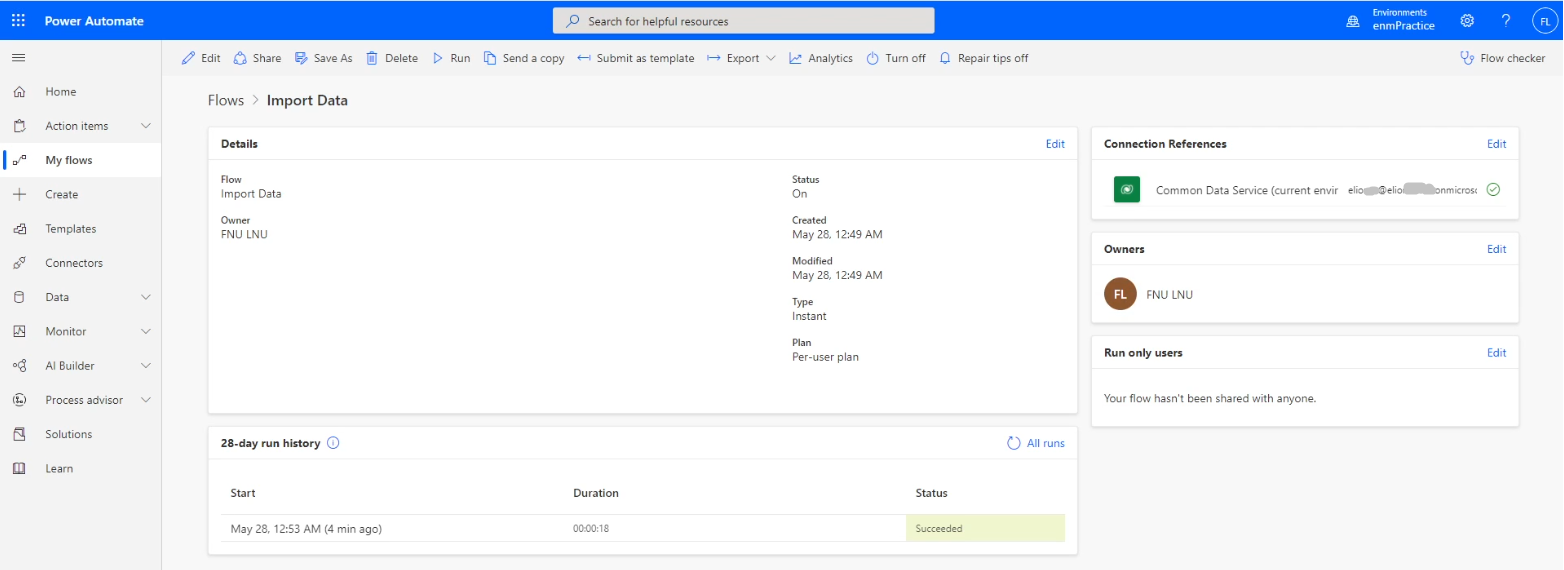 Power Automate
Search for helpful resources
Environments
enmPractice
FL
Edit Share Save As Delete Run Send a copy Submit as template Export Analytics Turn off Repair tips off Flow checker
Home
Action items
My flows
Create
Templates
Connectors
Data
Monitor
AI Builder
Process advisor
Solutions
Learn
Flows > Import Data
Details Edit
Flow
Import Data
Owner
FNU LNU
Status
On
Created
May 28, 12:49 AM
Modified
May 28, 12:49 AM
Type
Instant
Plan
Per-user plan
28-day run history All runs
Start Duration Status
May 28, 12:53 AM (4 min ago) 00:00:18 Succeeded
Connection References Edit
Common Data Service (current envir
Owners Edit
FL FNU LNU
Run only users Edit
Your flow hasn't been shared with anyone.